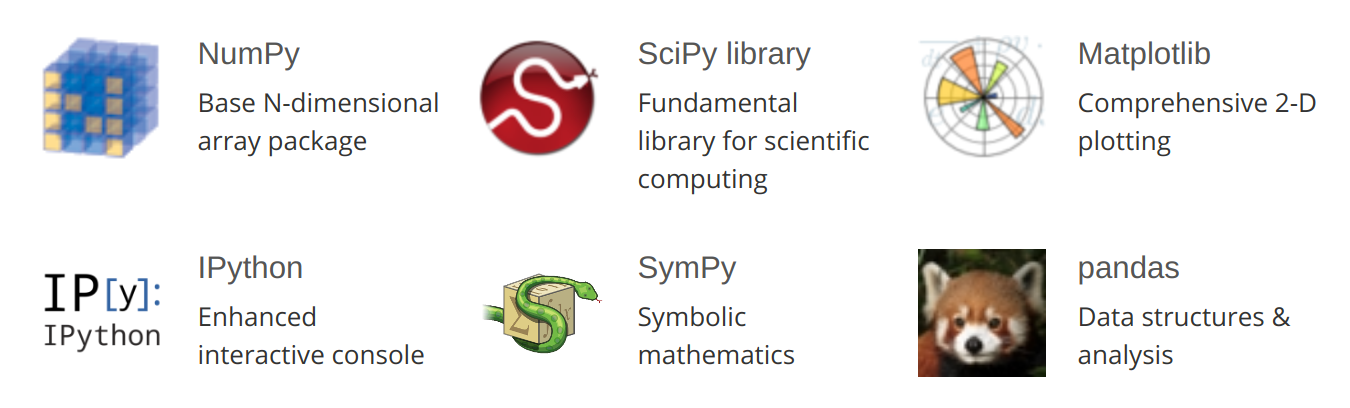 NumPy
Base N-dimensional
array package
SciPy library
Fundamental
library for scientific
computing
Matplotlib
Comprehensive 2-D
plotting
IP[y]:
IPython
IPython
Enhanced
interactive console
SymPy
Symbolic
mathematics
pandas
Data structures &
analysis